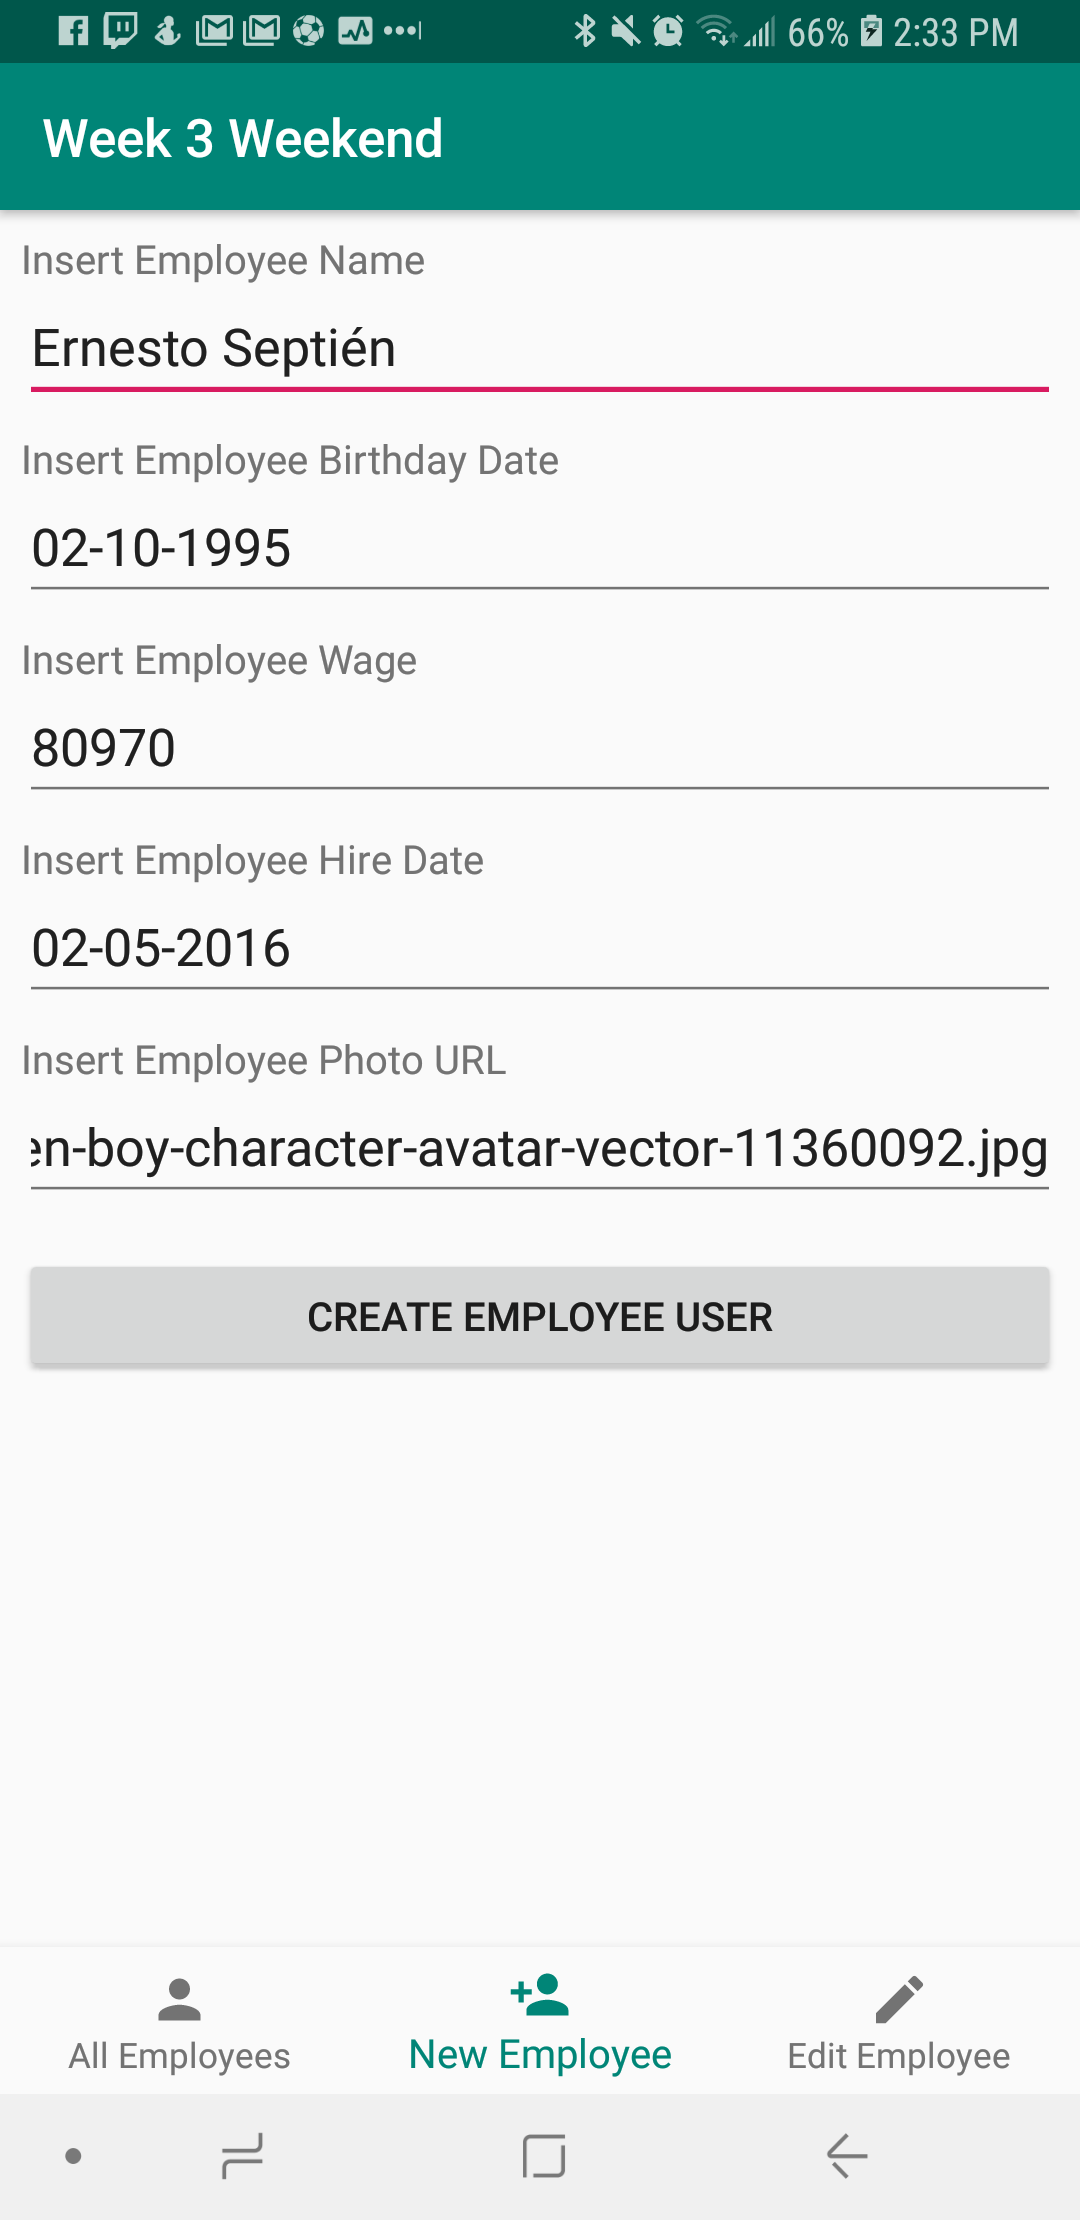 66% 2:33 PM
Week 3 Weekend
Insert Employee Name
Ernesto Septién
Insert Employee Birthday Date
02-10-1995
Insert Employee Wage
80970
Insert Employee Hire Date
02-05-2016
Insert Employee Photo URL
en-boy-character-avatar-vector-11360092.jpg
CREATE EMPLOYEE USER
All Employees
New Employee
Edit Employee